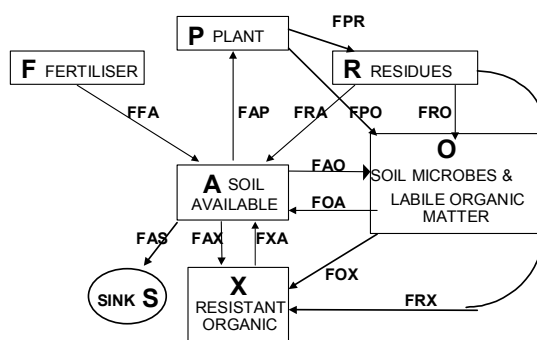 P PLANT
FPR
F FERTILISER
R RESIDUES
FFA
FAP
FRA
FPO
FRO
O
SOIL MICROBES &
LABILE ORGANIC
MATTER
A SOIL
AVAILABLE
FAO
FOA
FAS
FAX
FXA
SINK S
X
RESISTANT
ORGANIC
FOX
FRX